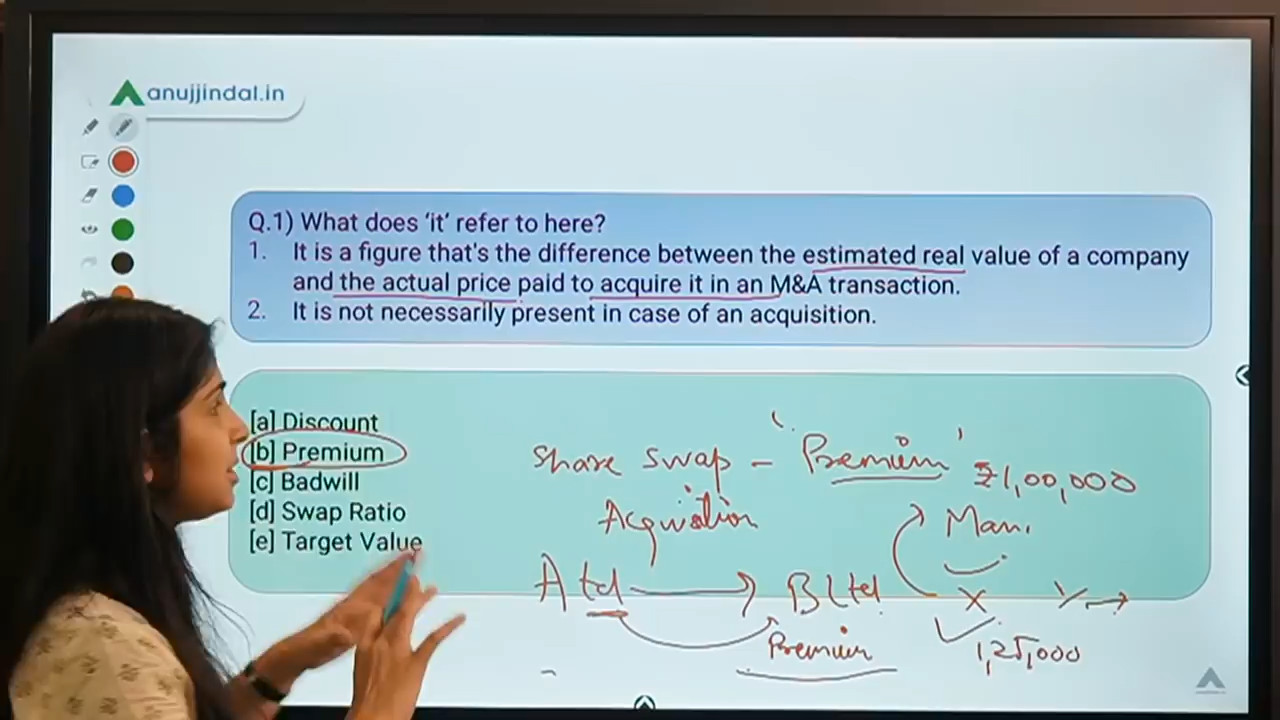 anujjindal.in
Q.1) What does ‘it’ refer to here?
1. It is a figure that's the difference between the estimated real value of a company
and the actual price paid to acquire it in an M&A transaction.
2. It is not necessarily present in case of an acquisition.
[a] Discount
[b] Premium
[c] Badwill
[d] Swap Ratio
[e] Target Value
Share Swap - 'Premium'
₹1,00,000
Acquisition
Man.
A td → B Ltd
X Y →
Premium
1,25,000